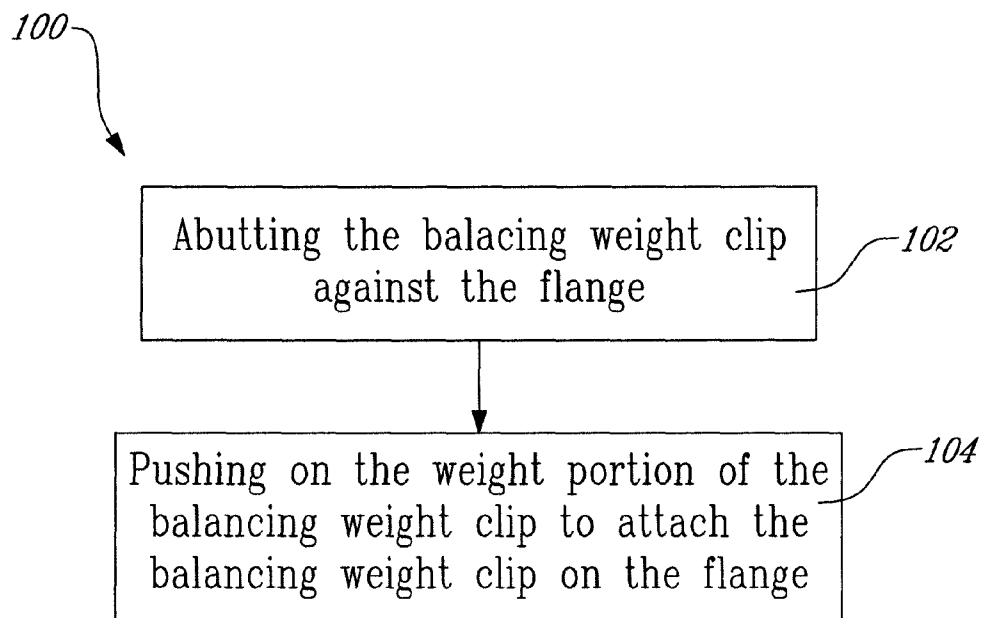 100
Abutting the balacing weight clip
against the flange
102
Pushing on the weight portion of the
balancing weight clip to attach the
balancing weight clip on the flange
104